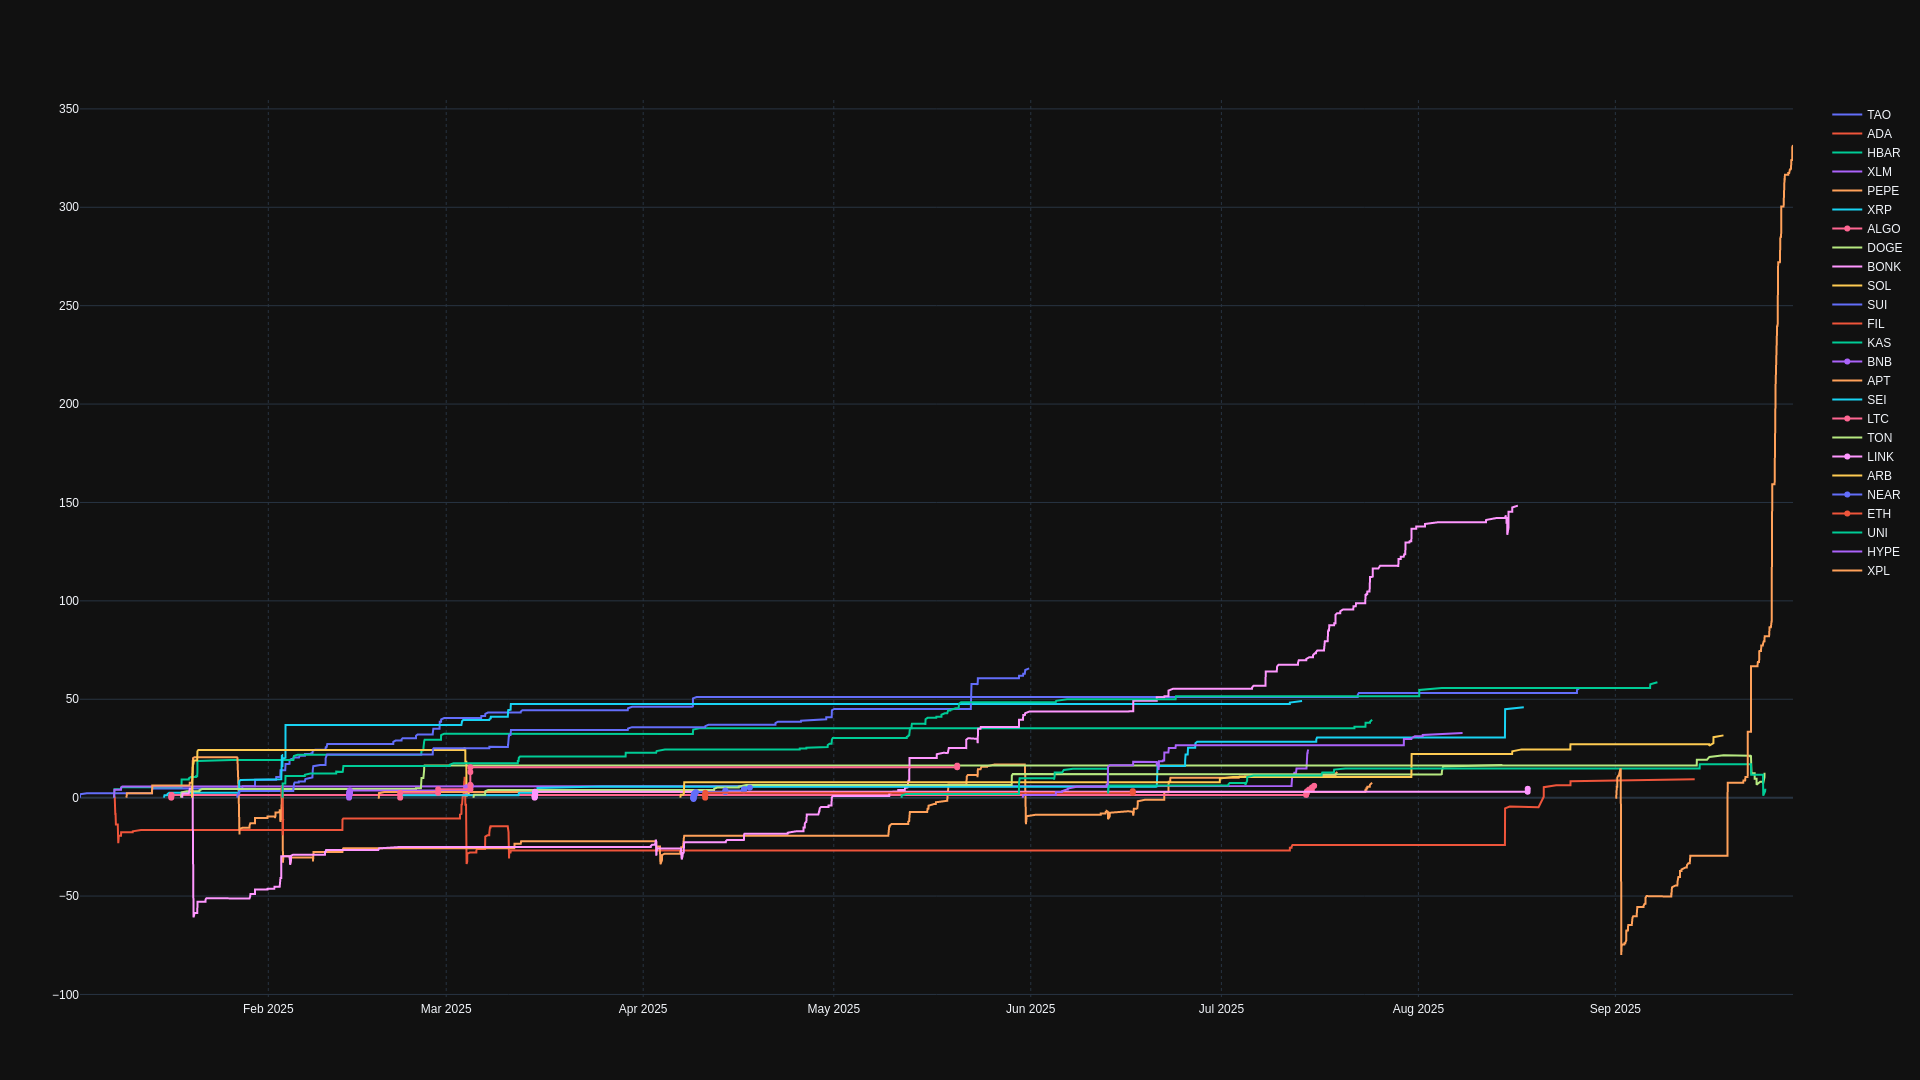 350
300
250
200
150
100
50
0
−50
−100
Feb 2025
Mar 2025
Apr 2025
May 2025
Jun 2025
Jul 2025
Aug 2025
Sep 2025
TAO
ADA
HBAR
XLM
PEPE
XRP
ALGO
DOGE
BONK
SOL
SUI
FIL
KAS
BNB
APT
SEI
LTC
TON
LINK
ARB
NEAR
ETH
UNI
HYPE
XPL